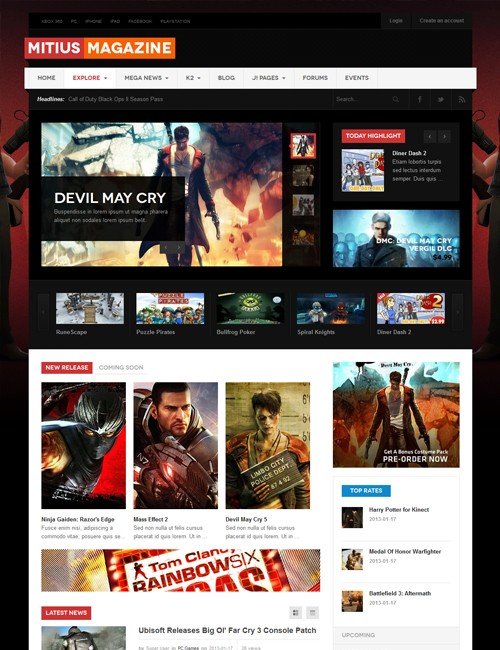 XBOX 360 PC IPHONE IPAD FACEBOOK PLAYSTATION
Login Create an account
MITIUS MAGAZINE
HOME EXPLORE MEGA NEWS K2 BLOG J! PAGES FORUMS EVENTS
Headlines: Call of Duty Black Ops II Season Pass
Search...
DEVIL MAY CRY
Suspendisse in lorem ipsum ut magna pharera
aliquet non sodales lorem ipsum belit.
TODAY HIGHLIGHT
Diner Dash 2
Etiam lobortis turpis
sed lectus interdum
semper. Duis quis ...
DMC: DEVIL MAY CRY
VERGIL DLC
$4.99
RuneScape Puzzle Pirates Bullfrog Poker Spiral Knights Diner Dash 2
NEW RELEASE COMING SOON
LIMBO CITY
POLICE DEPT.
Ninja Gaiden: Razor's Edge
Fusce enim nisi, adipiscing a
commodo vitae, posuere quis se...
Mass Effect 2
Sed non nulla ut felis cursus
placerat id lobortis lorem. Ut in ...
Devil May Cry 5
Sed non nulla ut felis cursus
placerat id lobortis lorem. Ut in ...
Devil May Cry
Get A Bonus Costume Pack
PRE-ORDER NOW
TOP RATES
Harry Potter for Kinect
2013-01-17
Medal Of Honor Warfighter
2013-01-17
Battlefield 3: Aftermath
2013-01-17
UPCOMING
Tom Clancy
RAINBOWSIX
LATEST NEWS
Ubisoft Releases Big Ol' Far Cry 3 Console Patch
by Super User in PC Games on 2013-01-17 38 views